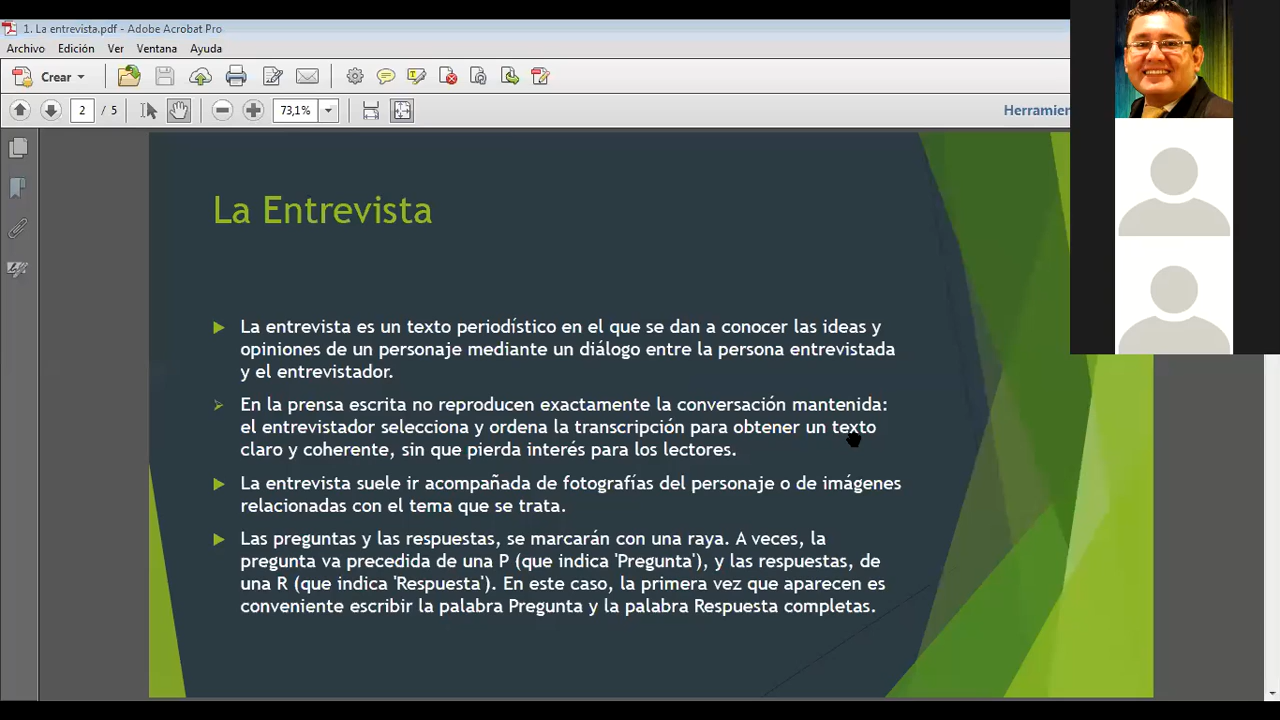 1. La entrevista.pdf - Adobe Acrobat Pro
Archivo Edición Ver Ventana Ayuda
Crear
2 / 5 73,1% Herramien
La Entrevista
La entrevista es un texto periodístico en el que se dan a conocer las ideas y
opiniones de un personaje mediante un diálogo entre la persona entrevistada
y el entrevistador.
En la prensa escrita no reproducen exactamente la conversación mantenida:
el entrevistador selecciona y ordena la transcripción para obtener un texto
claro y coherente, sin que pierda interés para los lectores.
La entrevista suele ir acompañada de fotografías del personaje o de imágenes
relacionadas con el tema que se trata.
Las preguntas y las respuestas, se marcarán con una raya. A veces, la
pregunta va precedida de una P (que indica 'Pregunta'), y las respuestas, de
una R (que indica 'Respuesta'). En este caso, la primera vez que aparecen es
conveniente escribir la palabra Pregunta y la palabra Respuesta completas.